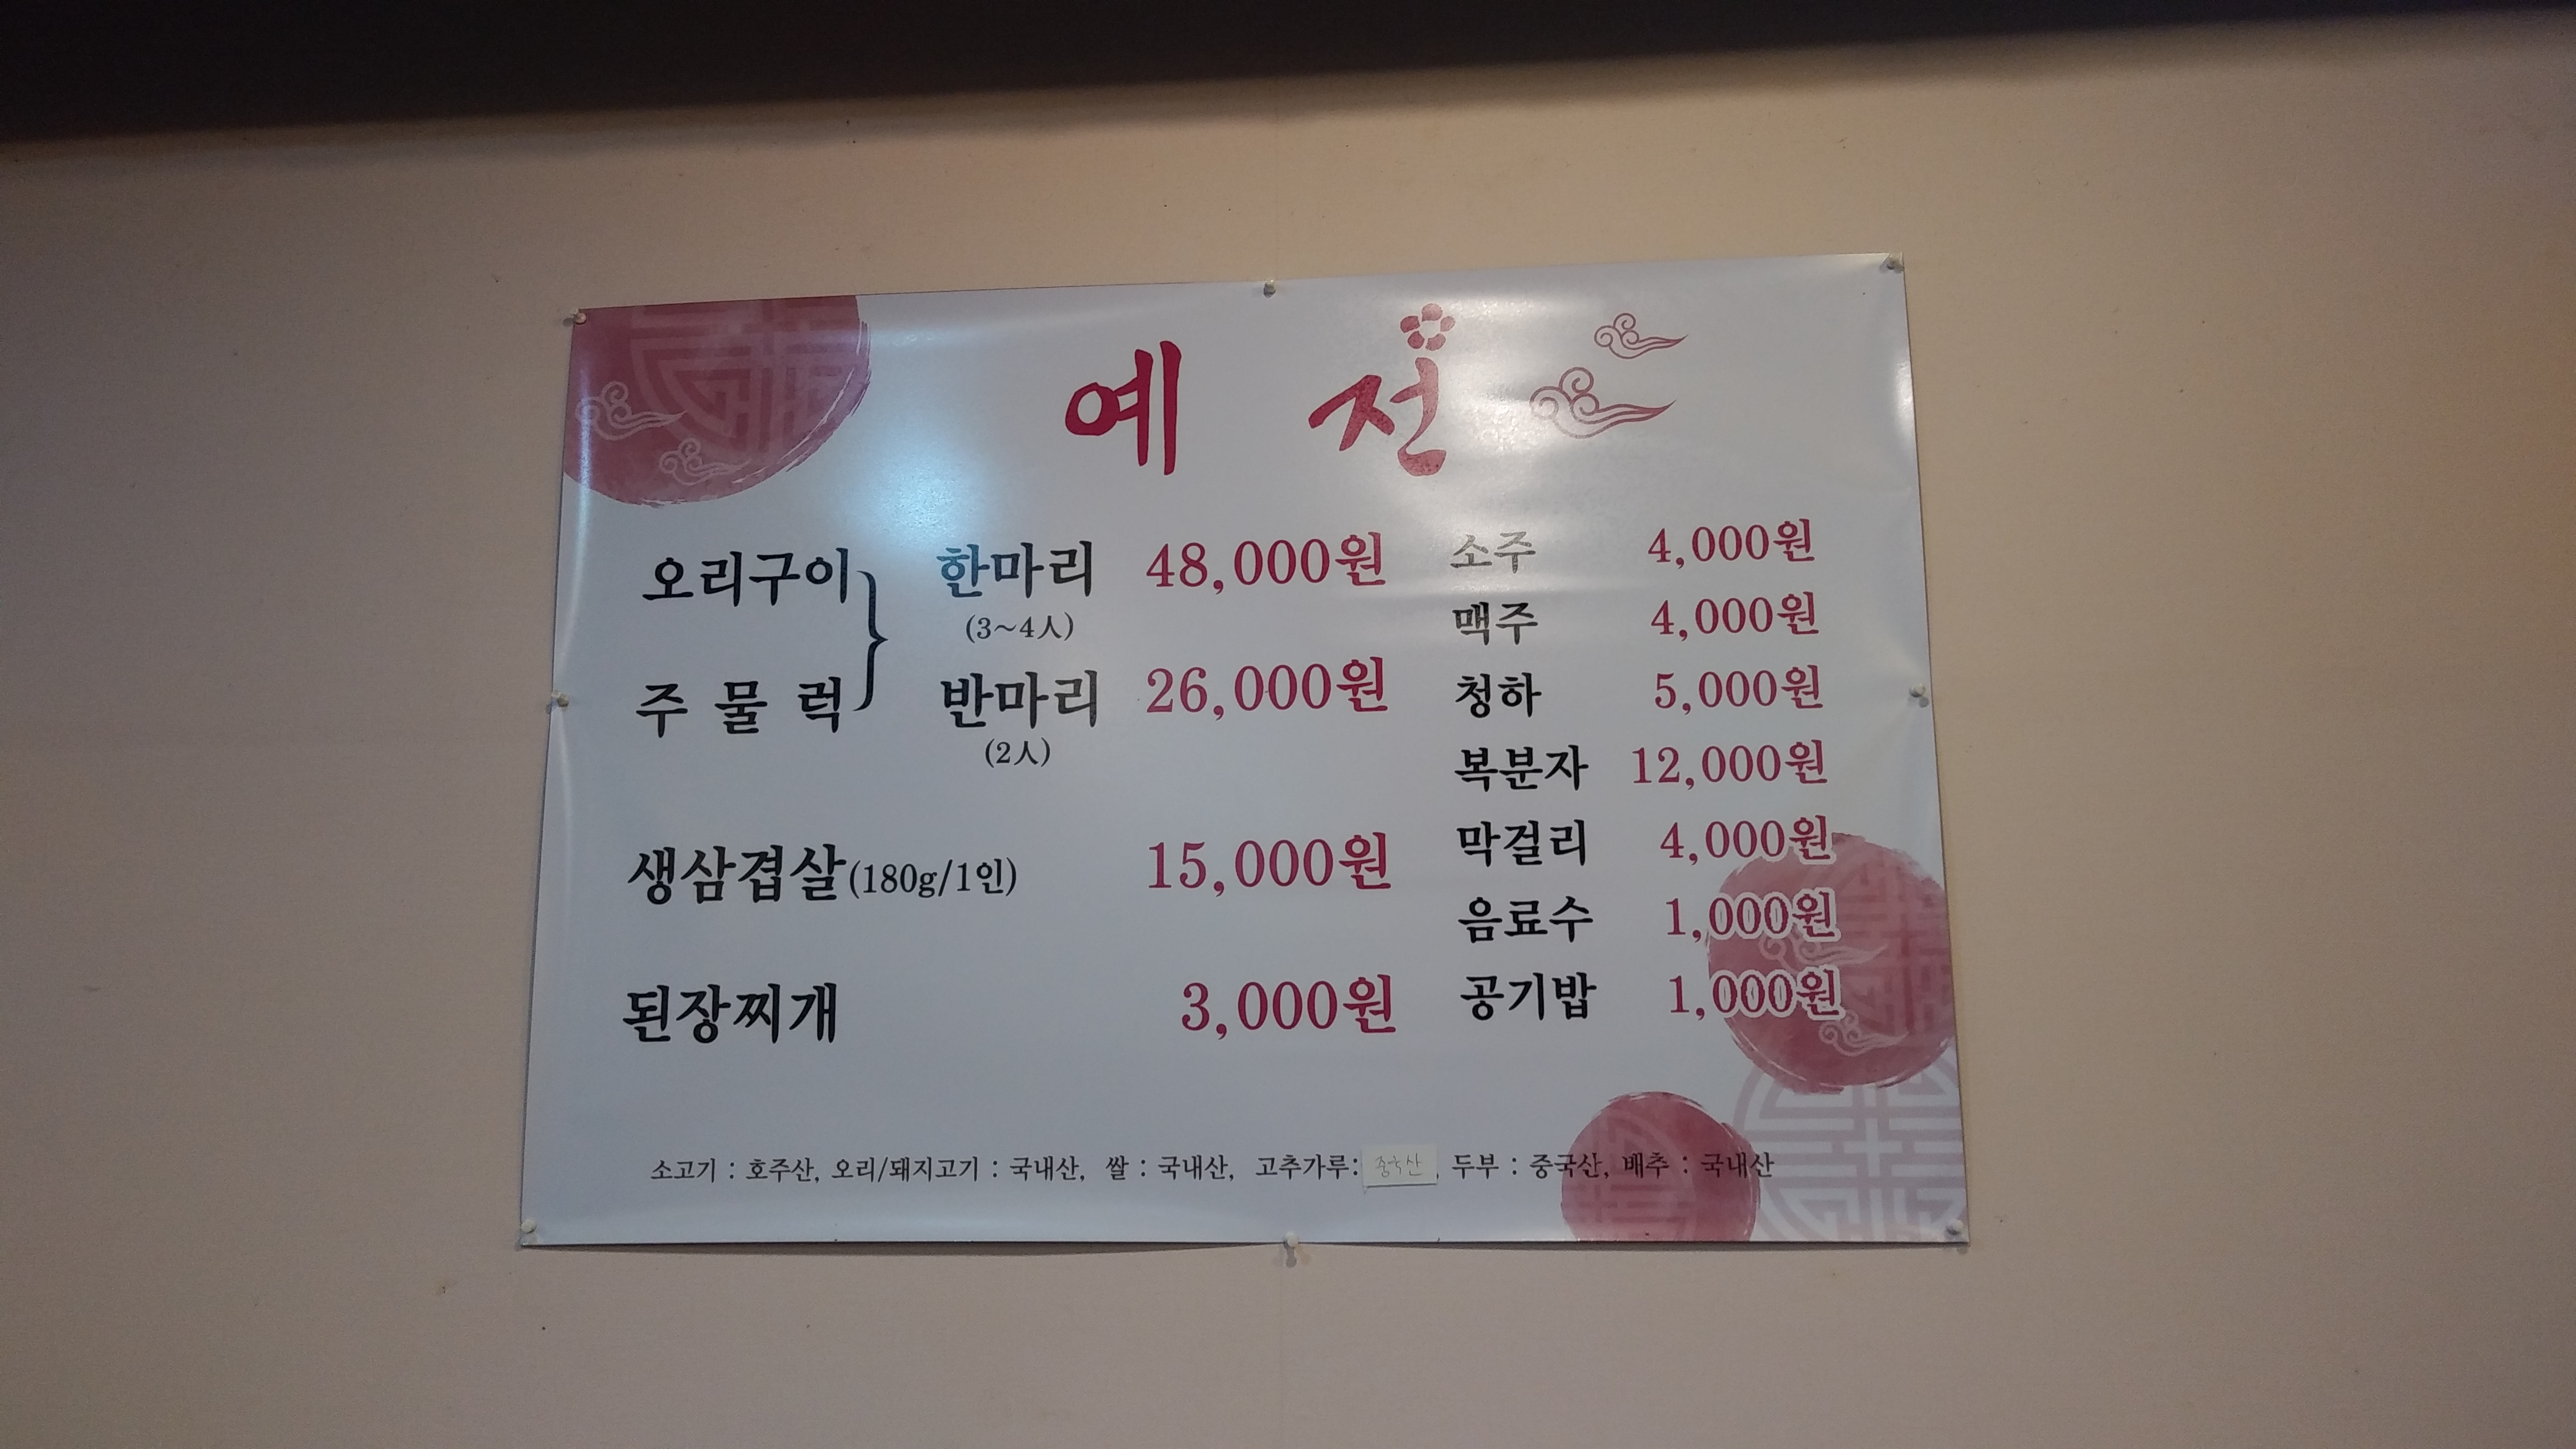 예 전
오리구이
주 물 럭
한마리 48,000원
(3~4人)
반마리 26,000원
(2人)
생삼겹살(180g/1인) 15,000원
된장찌개 3,000원
소주 4,000원
맥주 4,000원
청하 5,000원
복분자 12,000원
막걸리 4,000원
음료수 1,000원
공기밥 1,000원
소고기 : 호주산, 오리/돼지고기 : 국내산, 쌀 : 국내산, 고추가루: 중국산, 두부 : 중국산, 배추 : 국내산